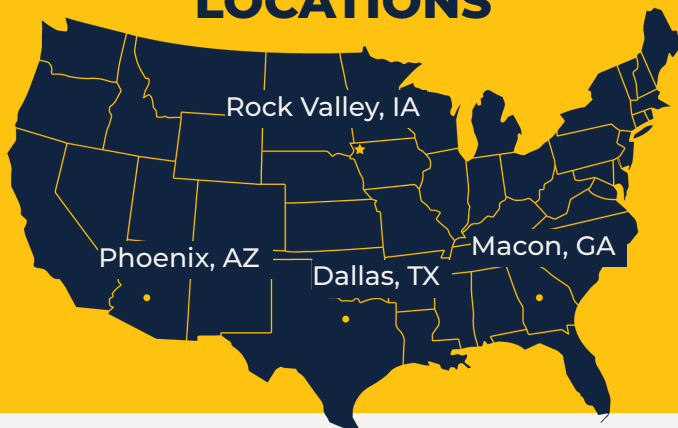 LOCATIONS
Rock Valley, IA
Phoenix, AZ
Dallas, TX
Macon, GA